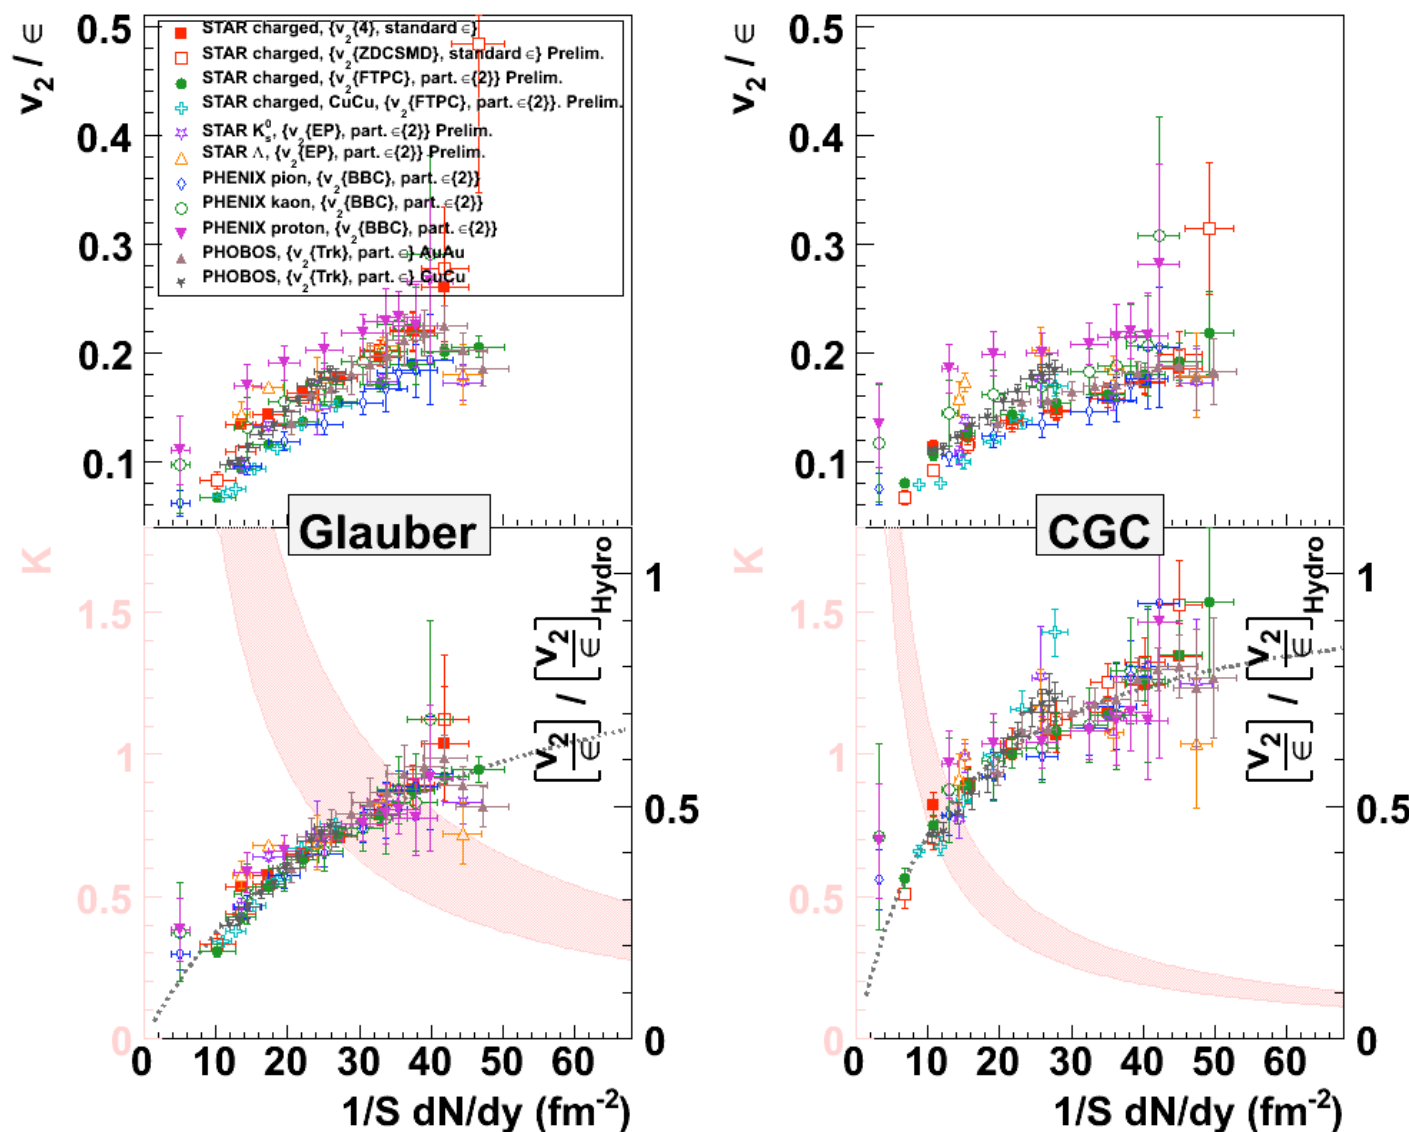 v2 / ∈
0.5
0.4
0.3
0.2
0.1
STAR charged, {v2{4}, standard ∈}
STAR charged, {v2{ZDCSMD}, standard ∈} Prelim.
STAR charged, {v2{FTPC}, part. ∈{2}} Prelim.
STAR charged, CuCu, {v2{FTPC}, part. ∈{2}}. Prelim.
STAR K0s, {v2{EP}, part. ∈{2}} Prelim.
STAR Λ, {v2{EP}, part. ∈{2}} Prelim.
PHENIX pion, {v2{BBC}, part. ∈{2}}
PHENIX kaon, {v2{BBC}, part. ∈{2}}
PHENIX proton, {v2{BBC}, part. ∈{2}}
PHOBOS, {v2{Trk}, part. ∈} AuAu
PHOBOS, {v2{Trk}, part. ∈} CuCu
v2 / ∈
0.5
0.4
0.3
0.2
0.1
Glauber
CGC
K
1.5
1
0.5
0
[v2/∈] / [v2/∈]Hydro
1
0.5
0
0 10 20 30 40 50 60
1/S dN/dy (fm-2)
K
1.5
1
0.5
0
[v2/∈] / [v2/∈]Hydro
1
0.5
0
0 10 20 30 40 50 60
1/S dN/dy (fm-2)